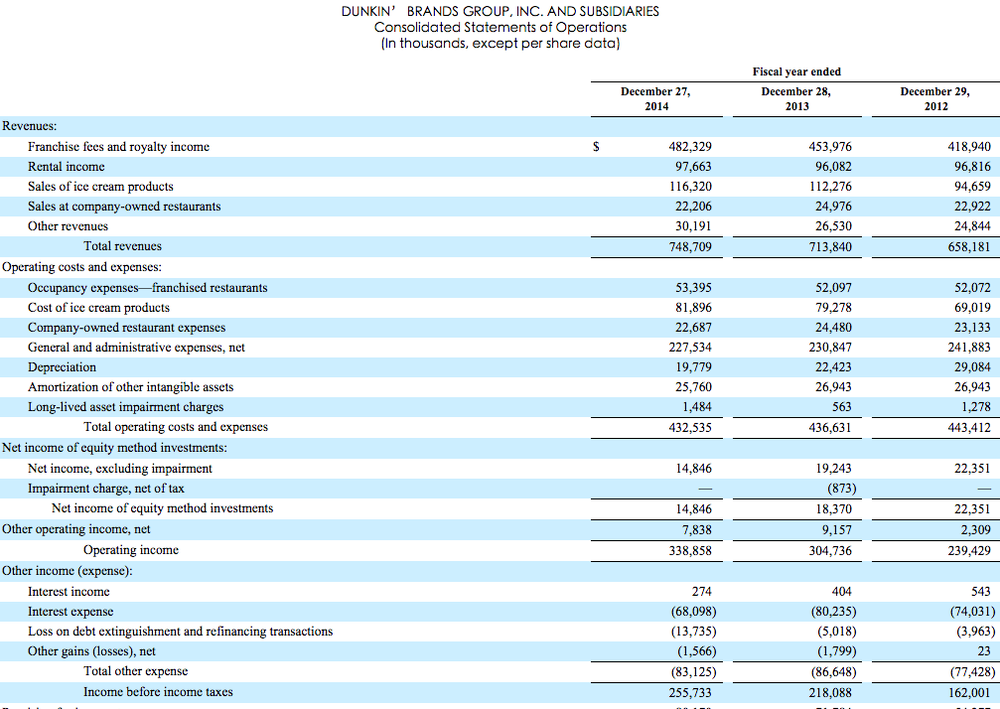 DUNKIN' BRANDS GROUP, INC. AND SUBSIDIARIES
Consolidated Statements of Operations
(In thousands, except per share data)
Fiscal year ended
December 27, December 28, December 29,
2014 2013 2012
Revenues:
Franchise fees and royalty income $ 482,329 453,976 418,940
Rental income 97,663 96,082 96,816
Sales of ice cream products 116,320 112,276 94,659
Sales at company-owned restaurants 22,206 24,976 22,922
Other revenues 30,191 26,530 24,844
Total revenues 748,709 713,840 658,181
Operating costs and expenses:
Occupancy expenses—franchised restaurants 53,395 52,097 52,072
Cost of ice cream products 81,896 79,278 69,019
Company-owned restaurant expenses 22,687 24,480 23,133
General and administrative expenses, net 227,534 230,847 241,883
Depreciation 19,779 22,423 29,084
Amortization of other intangible assets 25,760 26,943 26,943
Long-lived asset impairment charges 1,484 563 1,278
Total operating costs and expenses 432,535 436,631 443,412
Net income of equity method investments:
Net income, excluding impairment 14,846 19,243 22,351
Impairment charge, net of tax — (873) —
Net income of equity method investments 14,846 18,370 22,351
Other operating income, net 7,838 9,157 2,309
Operating income 338,858 304,736 239,429
Other income (expense):
Interest income 274 404 543
Interest expense (68,098) (80,235) (74,031)
Loss on debt extinguishment and refinancing transactions (13,735) (5,018) (3,963)
Other gains (losses), net (1,566) (1,799) 23
Total other expense (83,125) (86,648) (77,428)
Income before income taxes 255,733 218,088 162,001